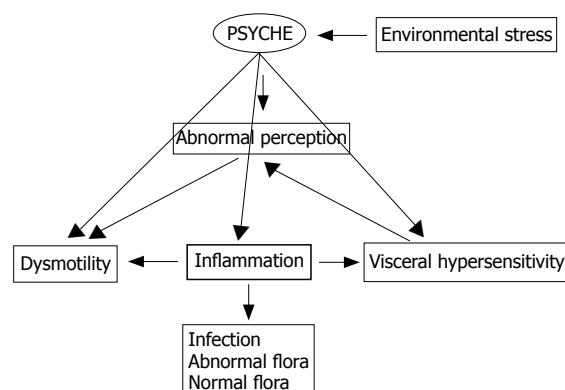 PSYCHE
Environmental stress
Abnormal perception
Dysmotility
Inflammation
Visceral hypersensitivity
Infection
Abnormal flora
Normal flora